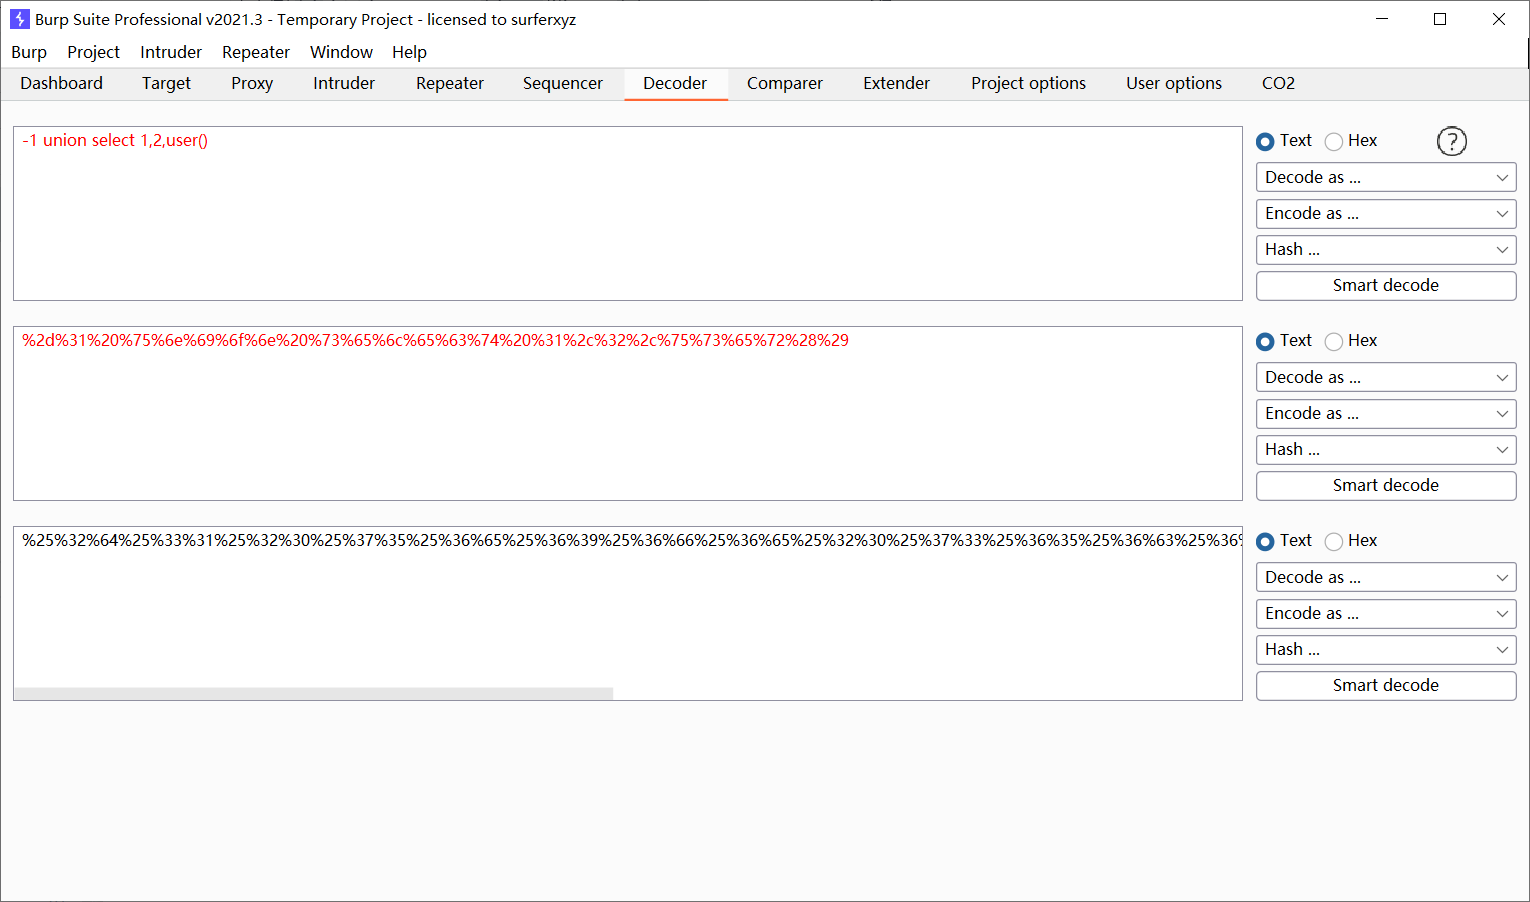 Burp Suite Professional v2021.3 - Temporary Project - licensed to surferxyz
Burp Project Intruder Repeater Window Help
Dashboard Target Proxy Intruder Repeater Sequencer Decoder Comparer Extender Project options User options CO2
-1 union select 1,2,user()
Text Hex ?
Decode as ...
Encode as ...
Hash ...
Smart decode
%2d%31%20%75%6e%69%6f%6e%20%73%65%6c%65%63%74%20%31%2c%32%2c%75%73%65%72%28%29
Text Hex
Decode as ...
Encode as ...
Hash ...
Smart decode
%25%32%64%25%33%31%25%32%30%25%37%35%25%36%65%25%36%39%25%36%66%25%36%65%25%32%30%25%37%33%25%36%35%25%36%63%25%36
Text Hex
Decode as ...
Encode as ...
Hash ...
Smart decode